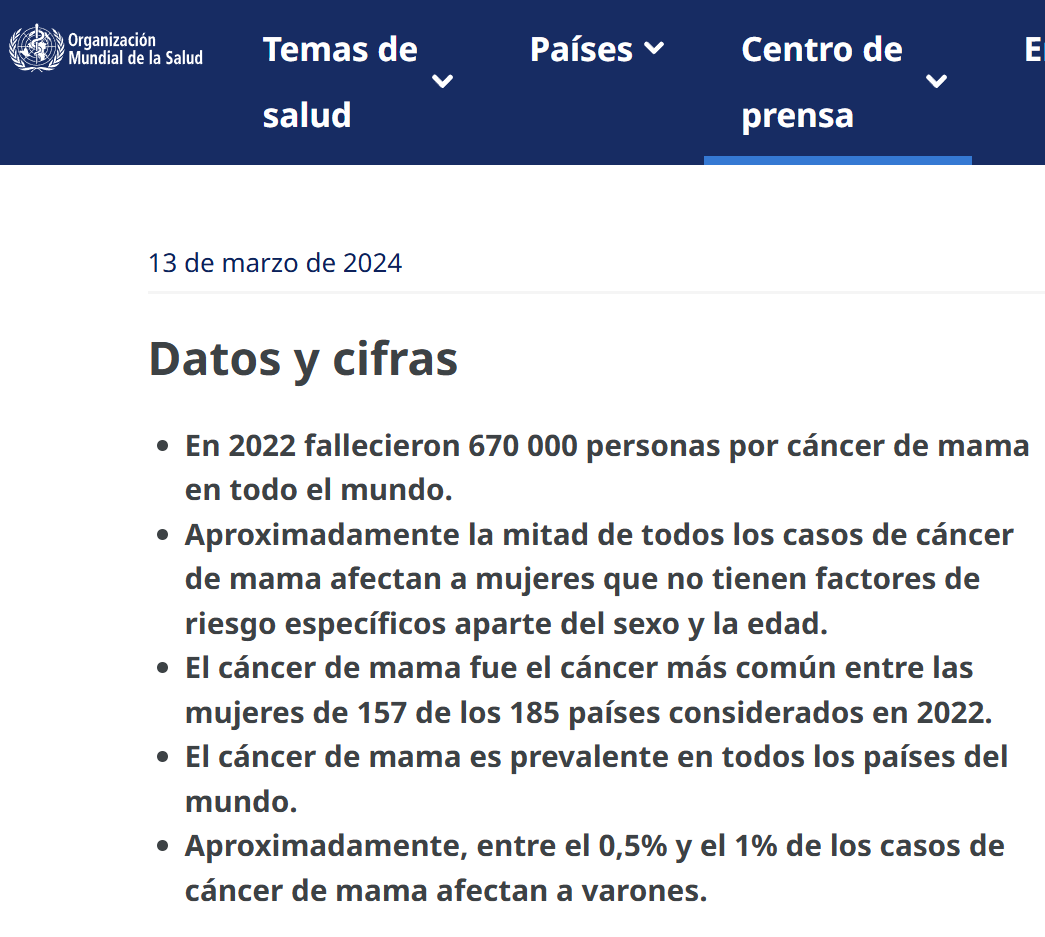 Organización
Mundial de la Salud
Temas de
salud
Países
Centro de
prensa
13 de marzo de 2024
Datos y cifras
• En 2022 fallecieron 670 000 personas por cáncer de mama
en todo el mundo.
• Aproximadamente la mitad de todos los casos de cáncer
de mama afectan a mujeres que no tienen factores de
riesgo específicos aparte del sexo y la edad.
• El cáncer de mama fue el cáncer más común entre las
mujeres de 157 de los 185 países considerados en 2022.
• El cáncer de mama es prevalente en todos los países del
mundo.
• Aproximadamente, entre el 0,5% y el 1% de los casos de
cáncer de mama afectan a varones.